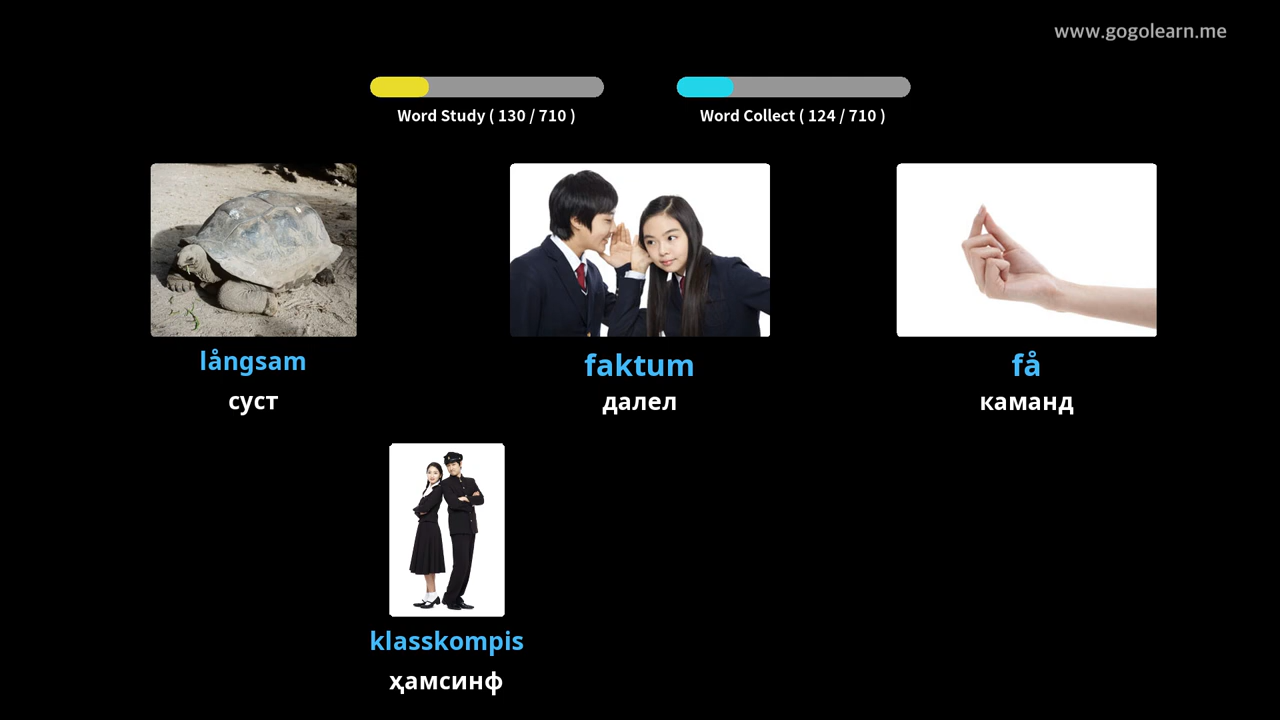 www.gogolearn.me
Word Study ( 130 / 710 )
Word Collect ( 124 / 710 )
långsam
суст
faktum
далел
få
каманд
klasskompis
ҳамсинф